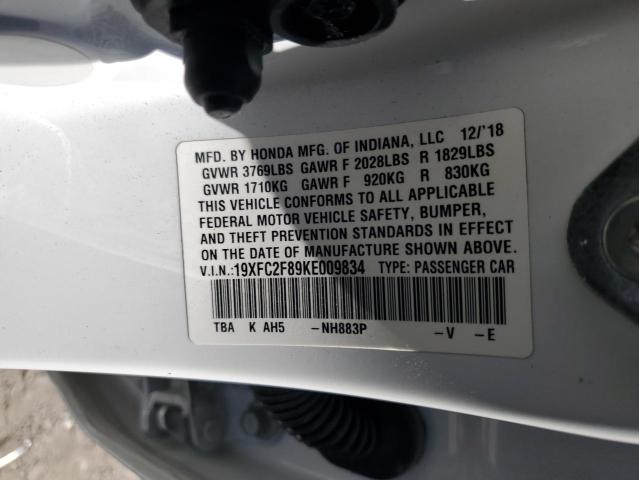 MFD. BY HONDA MFG. OF INDIANA, LLC 12/'18
GVWR 3769LBS GAWR F 2028LBS R 1829LBS
GVWR 1710KG GAWR F 920KG R 830KG
THIS VEHICLE CONFORMS TO ALL APPLICABLE
FEDERAL MOTOR VEHICLE SAFETY, BUMPER,
AND THEFT PREVENTION STANDARDS IN EFFECT
ON THE DATE OF MANUFACTURE SHOWN ABOVE.
V.I.N.:19XFC2F89KE009834 TYPE: PASSENGER CAR
TBA K AH5 -NH883P -V -E